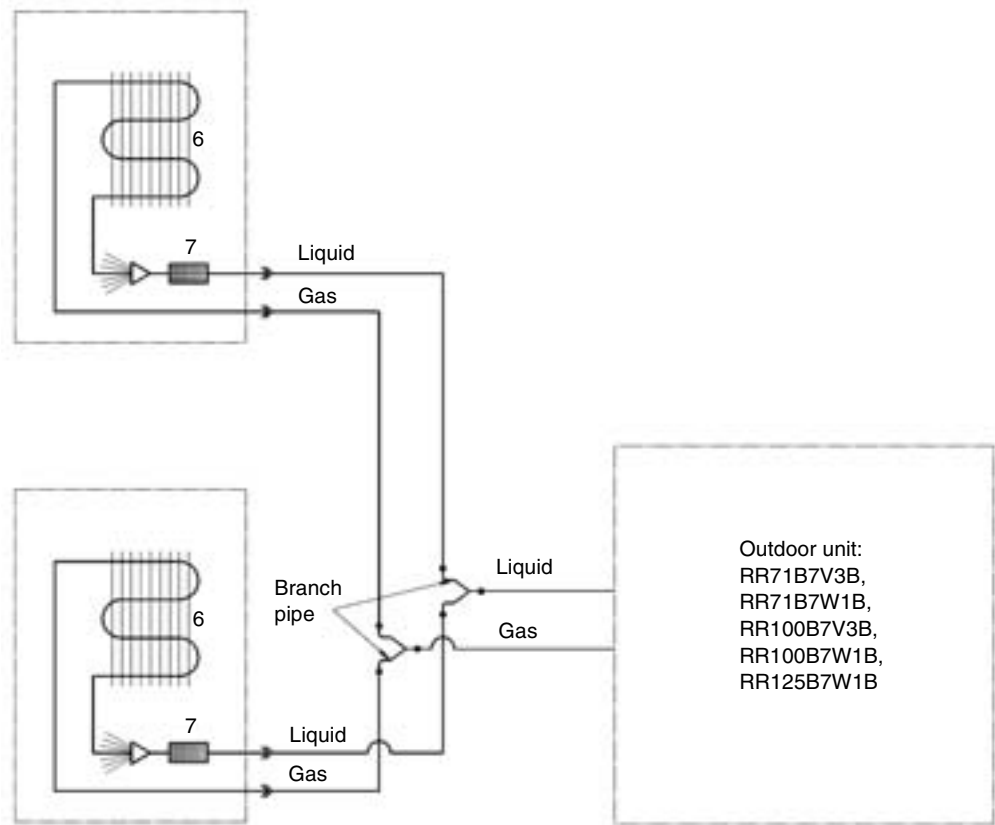 6
7
Liquid
Gas
Branch
pipe
Liquid
Gas
Outdoor unit:
RR71B7V3B,
RR71B7W1B,
RR100B7V3B,
RR100B7W1B,
RR125B7W1B
6
7
Liquid
Gas